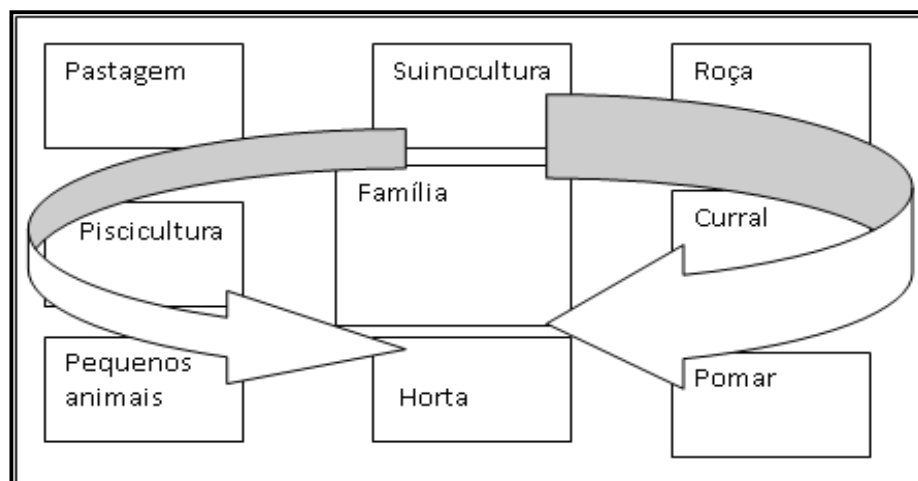 Pastagem
Suinocultura
Roça
Família
Piscicultura
Curral
Pequenos
animais
Horta
Pomar